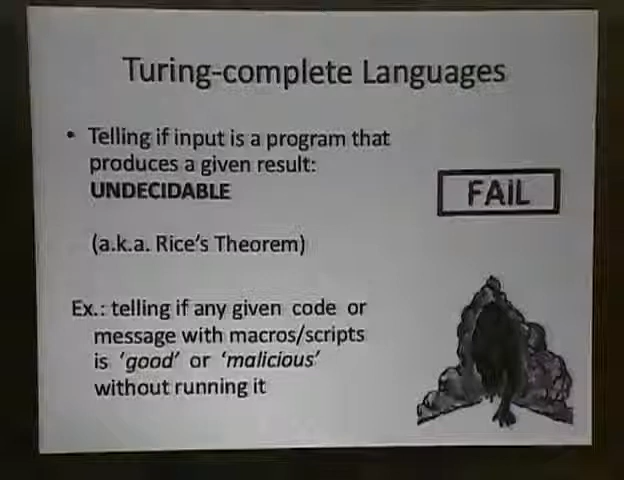 Turing-complete Languages
• Telling if input is a program that
produces a given result:
UNDECIDABLE
FAIL
(a.k.a. Rice's Theorem)
Ex.: telling if any given code or
message with macros/scripts
is 'good' or 'malicious'
without running it